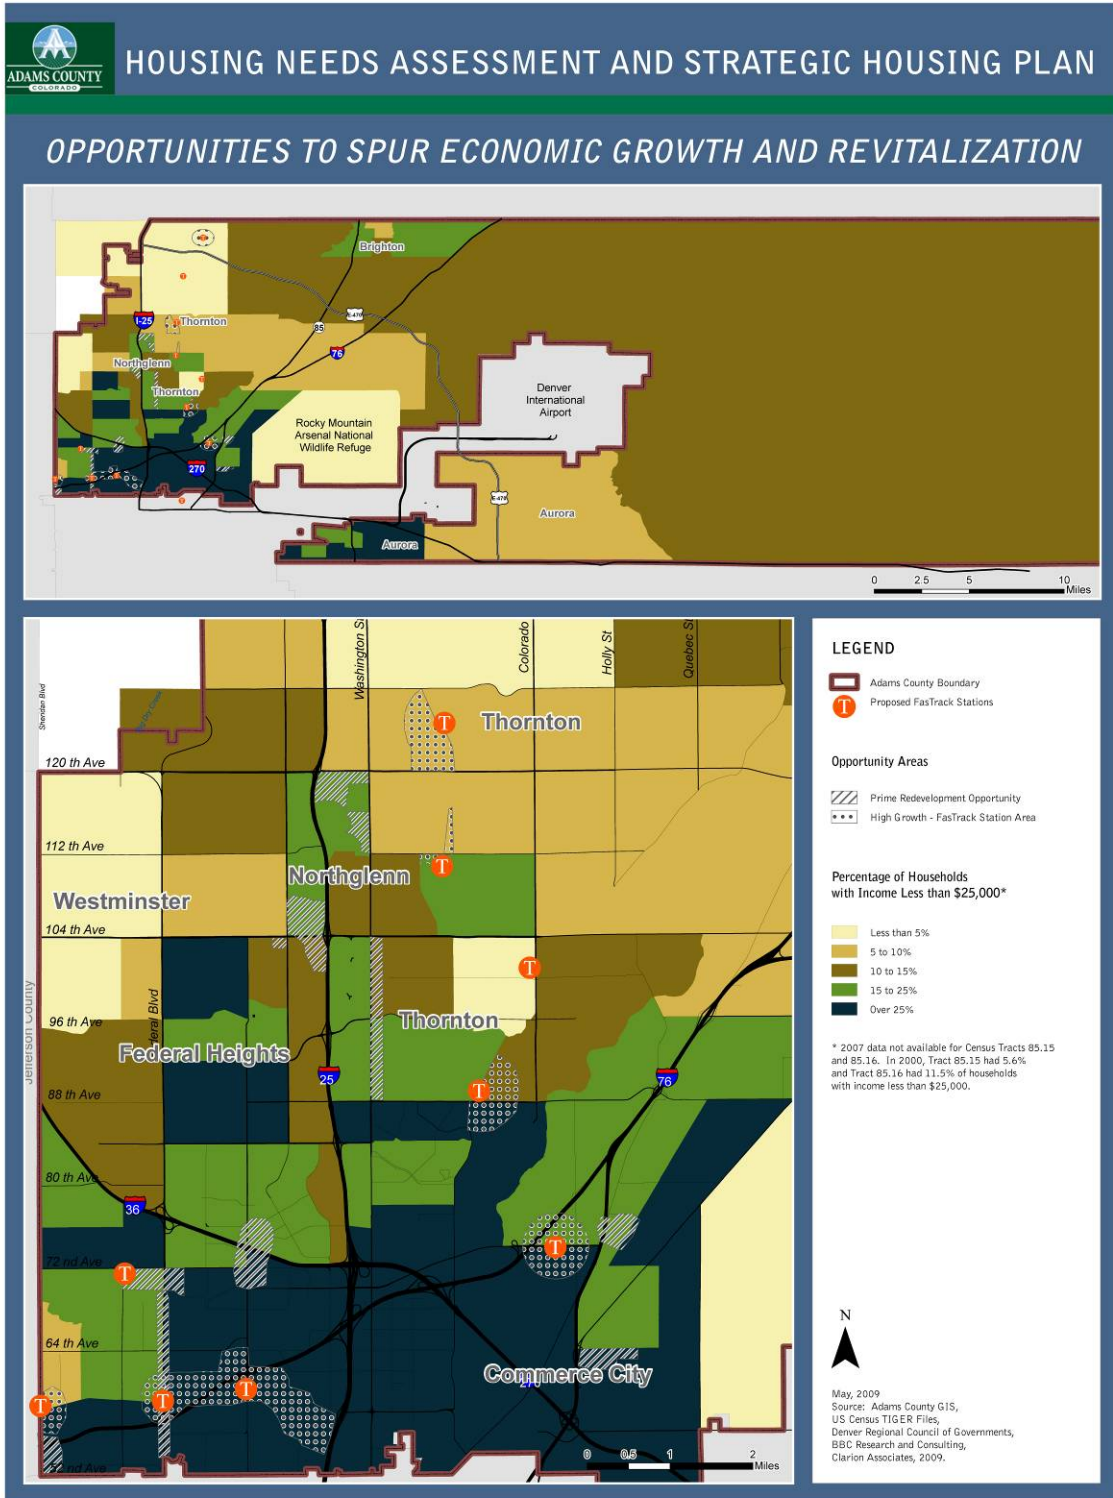 ADAMS COUNTY
COLORADO
HOUSING NEEDS ASSESSMENT AND STRATEGIC HOUSING PLAN
OPPORTUNITIES TO SPUR ECONOMIC GROWTH AND REVITALIZATION
Brighton
I-25
Thornton
85
E-470
76
Northglenn
Thornton
Denver
International
Airport
Rocky Mountain
Arsenal National
Wildlife Refuge
270
E-470
Aurora
Aurora
0 2.5 5 10
Miles
Sheridan Blvd
Washington St
Colorado
Holly St
Quebec St
T
Thornton
120 th Ave
112 th Ave
T
Northglenn
Westminster
104 th Ave
T
Jefferson County
96 th Ave
deral Blvd
Thornton
Federal Heights
25
76
T
88 th Ave
80 th Ave
36
T
72 nd Ave
T
64 th Ave
Commerce City
T
T
T
nd Ave
0 0.5 1 2
Miles
LEGEND
Adams County Boundary
T
Proposed FasTrack Stations
Opportunity Areas
Prime Redevelopment Opportunity
High Growth - FasTrack Station Area
Percentage of Households
with Income Less than $25,000*
Less than 5%
5 to 10%
10 to 15%
15 to 25%
Over 25%
* 2007 data not available for Census Tracts 85.15
and 85.16. In 2000, Tract 85.15 had 5.6%
and Tract 85.16 had 11.5% of households
with income less than $25,000.
N
May, 2009
Source: Adams County GIS,
US Census TIGER Files,
Denver Regional Council of Governments,
BBC Research and Consulting,
Clarion Associates, 2009.